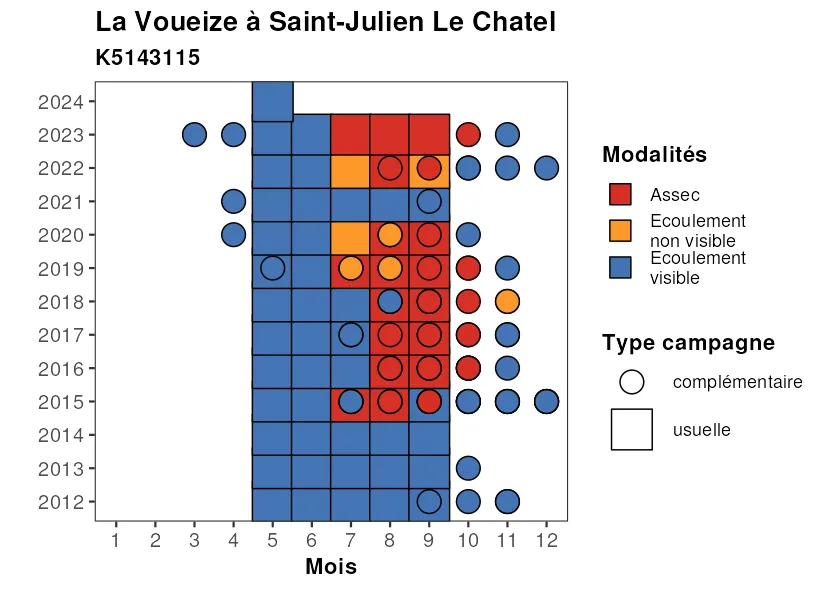 La Voueize à Saint-Julien Le Chatel
K5143115
2024
2023
2022
2021
2020
2019
2018
2017
2016
2015
2014
2013
2012
1 2 3 4 5 6 7 8 9 10 11 12
Mois
Modalités
Assec
Ecoulement
non visible
Ecoulement
visible
Type campagne
complémentaire
usuelle